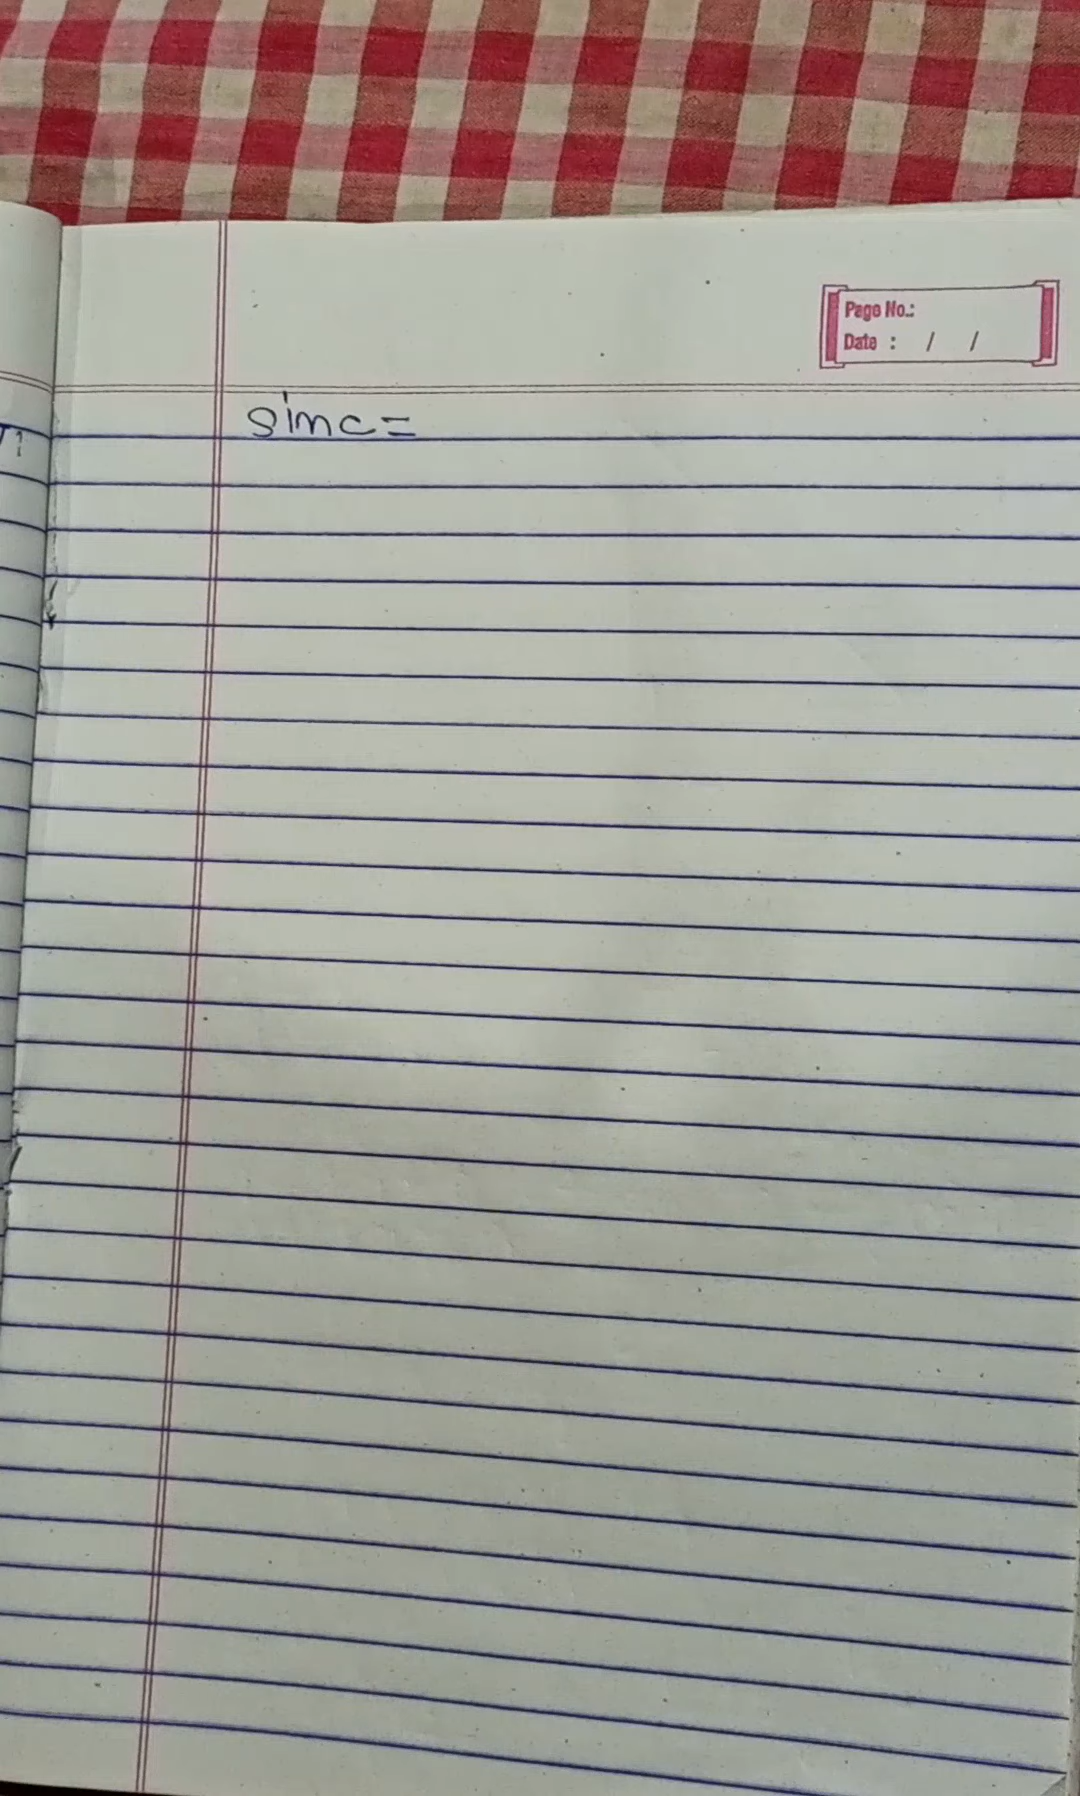 Page No.:
Date : / /
sinc=